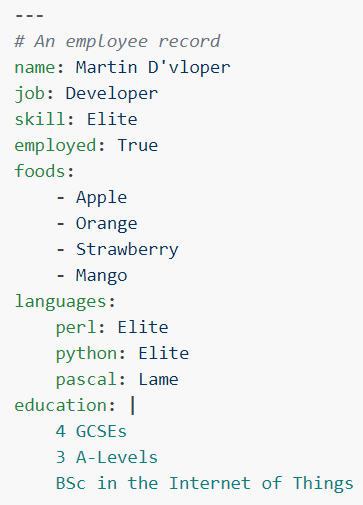 ---
# An employee record
name: Martin D'vloper
job: Developer
skill: Elite
employed: True
foods:
    - Apple
    - Orange
    - Strawberry
    - Mango
languages:
    perl: Elite
    python: Elite
    pascal: Lame
education: |
    4 GCSEs
    3 A-Levels
    BSc in the Internet of Things